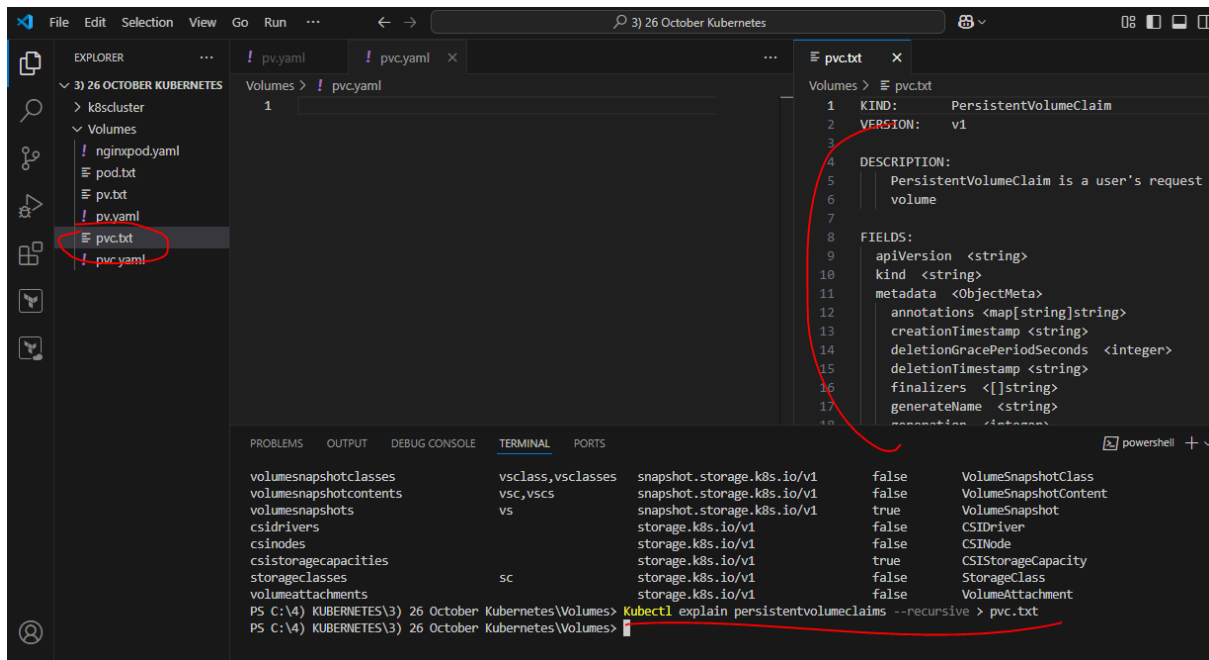 File Edit Selection View Go Run ··· ← → 3) 26 October Kubernetes
EXPLORER ···
3) 26 OCTOBER KUBERNETES
> k8scluster
Volumes
! nginxpod.yaml
pod.txt
pv.txt
! pv.yaml
pvc.txt
! pvc.yaml
! pv.yaml ! pvc.yaml × ···
Volumes > ! pvc.yaml
1
pvc.txt ×
Volumes > pvc.txt
1 KIND: PersistentVolumeClaim
2 VERSION: v1
3
4 DESCRIPTION:
5 PersistentVolumeClaim is a user's request
6 volume
7
8 FIELDS:
9 apiVersion <string>
10 kind <string>
11 metadata <ObjectMeta>
12 annotations <map[string]string>
13 creationTimestamp <string>
14 deletionGracePeriodSeconds <integer>
15 deletionTimestamp <string>
16 finalizers <[]string>
17 generateName <string>
18 generation <integer>
PROBLEMS OUTPUT DEBUG CONSOLE TERMINAL PORTS powershell
volumesnapshotclasses vsclass,vsclasses snapshot.storage.k8s.io/v1 false VolumeSnapshotClass
volumesnapshotcontents vsc,vscs snapshot.storage.k8s.io/v1 false VolumeSnapshotContent
volumesnapshots vs snapshot.storage.k8s.io/v1 true VolumeSnapshot
csidrivers storage.k8s.io/v1 false CSIDriver
csinodes storage.k8s.io/v1 false CSINode
csistoragecapacities storage.k8s.io/v1 true CSIStorageCapacity
storageclasses sc storage.k8s.io/v1 false StorageClass
volumeattachments storage.k8s.io/v1 false VolumeAttachment
PS C:\4) KUBERNETES\3) 26 October Kubernetes\Volumes> Kubectl explain persistentvolumeclaims --recursive > pvc.txt
PS C:\4) KUBERNETES\3) 26 October Kubernetes\Volumes>